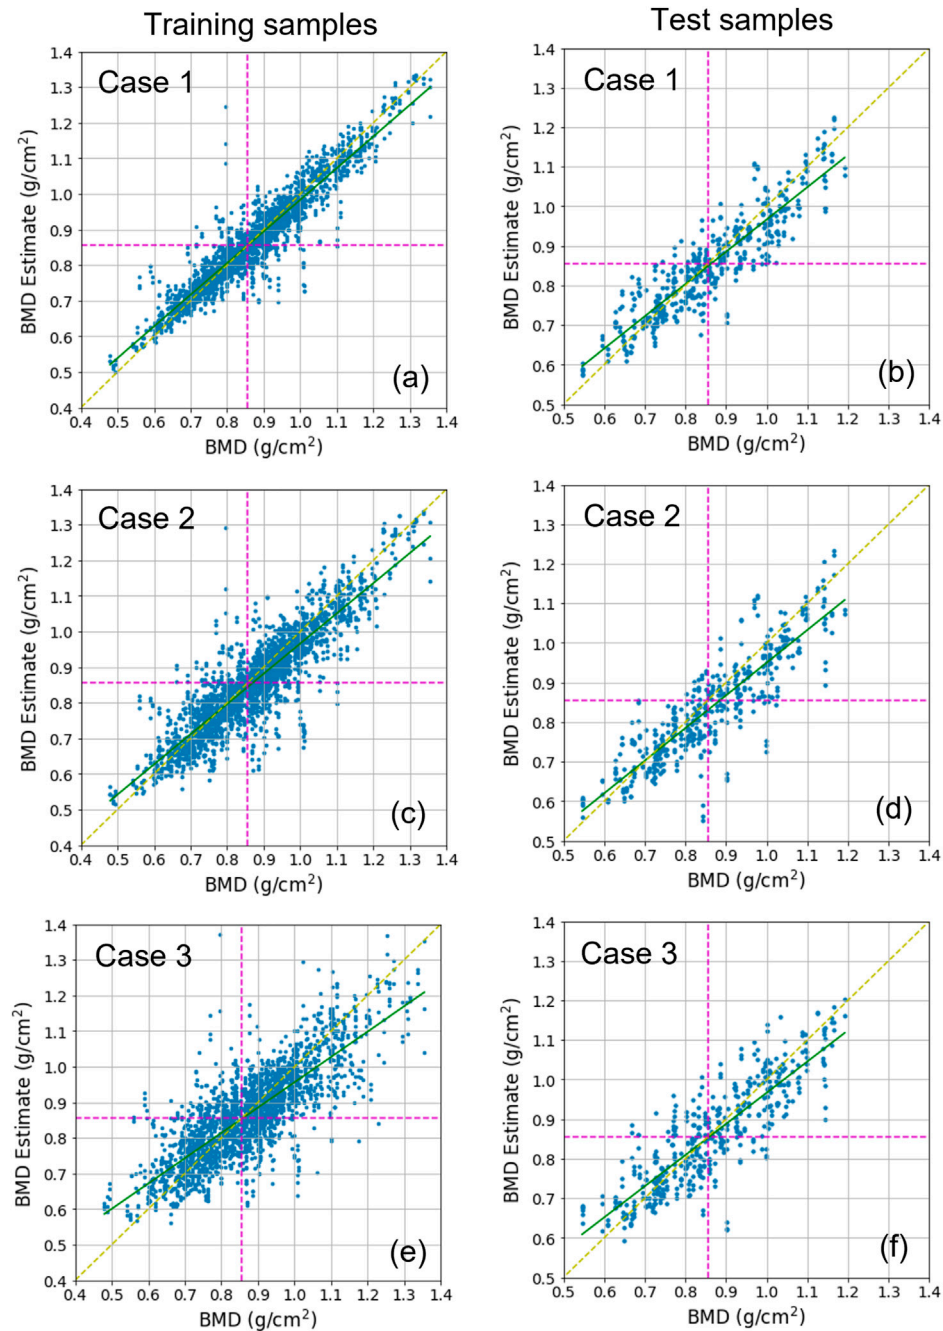 Training samples
Test samples
1.4
1.3
1.2
1.1
1.0
0.9
0.8
0.7
0.6
0.5
0.4
BMD Estimate (g/cm²)
Case 1
(a)
0.4 0.5 0.6 0.7 0.8 0.9 1.0 1.1 1.2 1.3 1.4
BMD (g/cm²)
1.4
1.3
1.2
1.1
1.0
0.9
0.8
0.7
0.6
0.5
BMD Estimate (g/cm²)
Case 1
(b)
0.5 0.6 0.7 0.8 0.9 1.0 1.1 1.2 1.3 1.4
BMD (g/cm²)
1.4
1.3
1.2
1.1
1.0
0.9
0.8
0.7
0.6
0.5
0.4
BMD Estimate (g/cm²)
Case 2
(c)
0.4 0.5 0.6 0.7 0.8 0.9 1.0 1.1 1.2 1.3 1.4
BMD (g/cm²)
1.4
1.3
1.2
1.1
1.0
0.9
0.8
0.7
0.6
0.5
BMD Estimate (g/cm²)
Case 2
(d)
0.5 0.6 0.7 0.8 0.9 1.0 1.1 1.2 1.3 1.4
BMD (g/cm²)
1.4
1.3
1.2
1.1
1.0
0.9
0.8
0.7
0.6
0.5
0.4
BMD Estimate (g/cm²)
Case 3
(e)
0.4 0.5 0.6 0.7 0.8 0.9 1.0 1.1 1.2 1.3 1.4
BMD (g/cm²)
1.4
1.3
1.2
1.1
1.0
0.9
0.8
0.7
0.6
0.5
BMD Estimate (g/cm²)
Case 3
(f)
0.5 0.6 0.7 0.8 0.9 1.0 1.1 1.2 1.3 1.4
BMD (g/cm²)